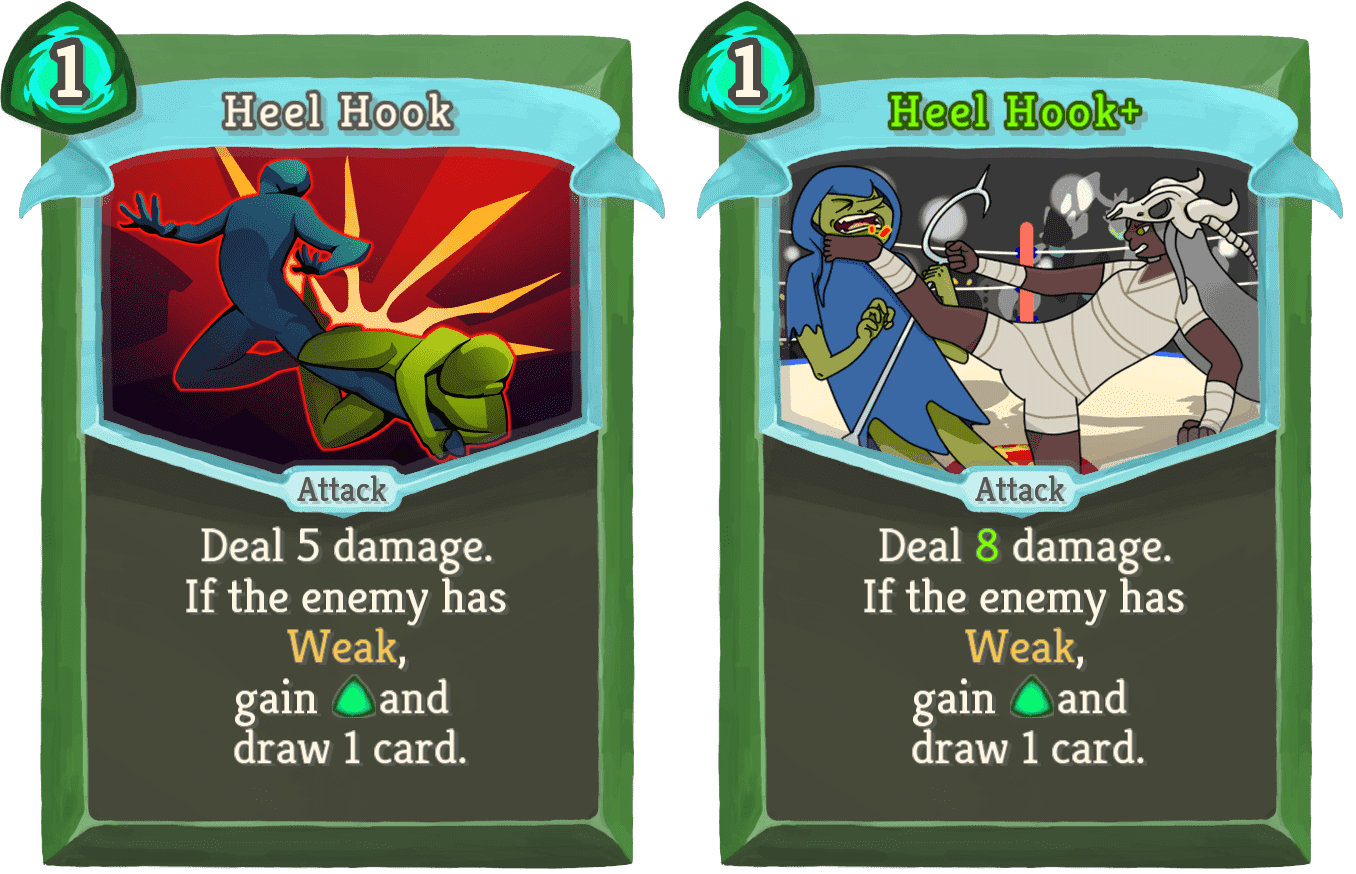 1
Heel Hook
Attack
Deal 5 damage.
If the enemy has
Weak,
gain and
draw 1 card.
1
Heel Hook+
Attack
Deal 8 damage.
If the enemy has
Weak,
gain and
draw 1 card.